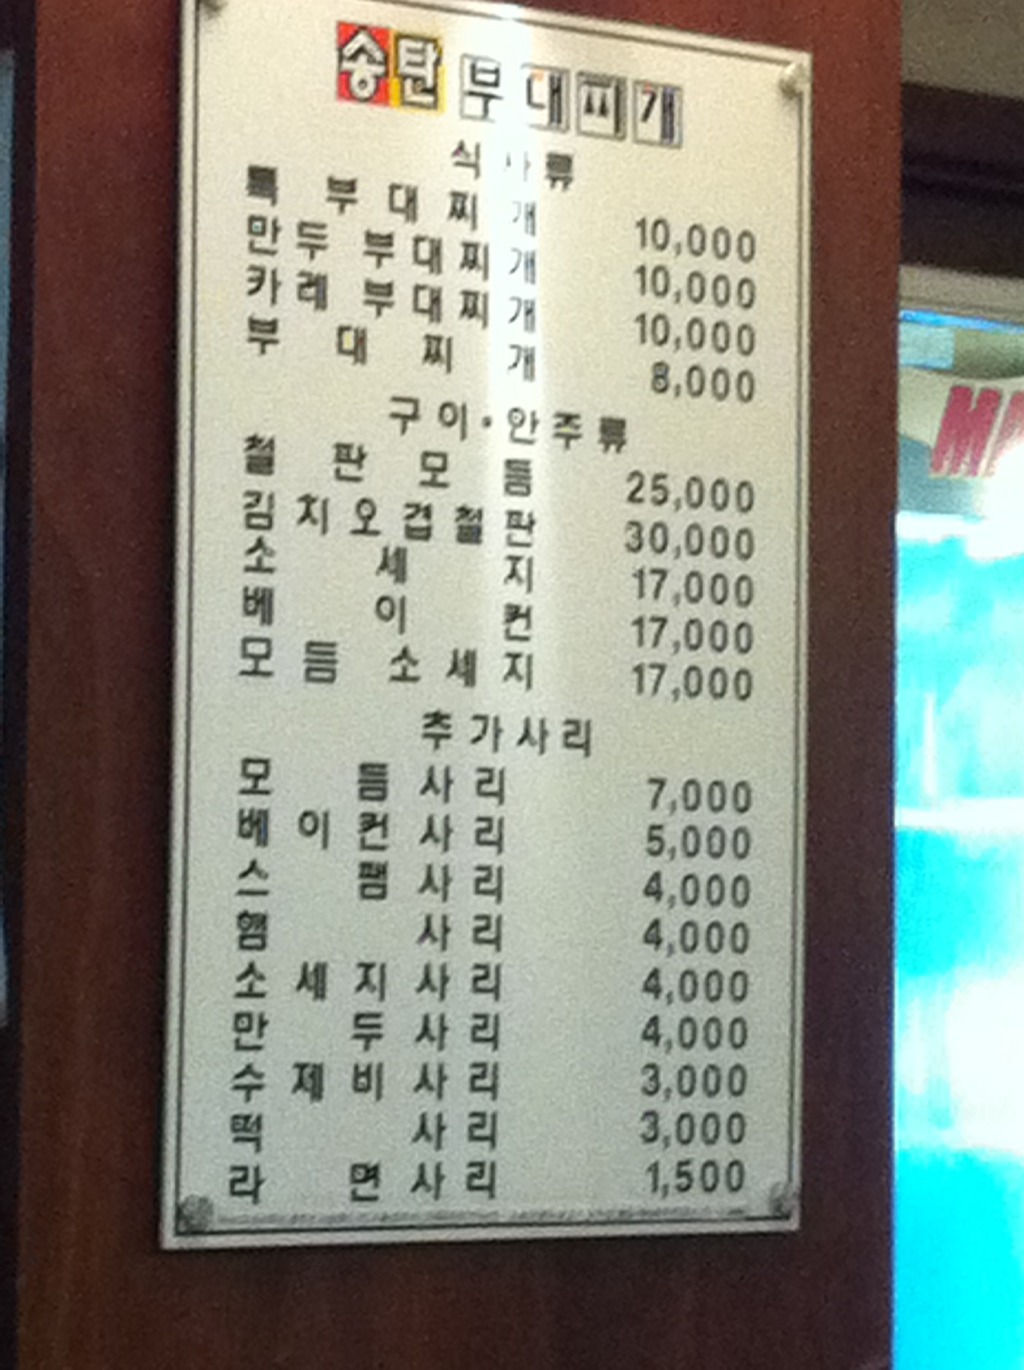 송탄 부대찌개
식사류
특 부대찌개 10,000
만두 부대찌개 10,000
카레 부대찌개 10,000
부대찌개 8,000
구이·안주류
철판모듬 25,000
김치오겹철판 30,000
소세지 17,000
베이컨 17,000
모듬 소세지 17,000
추가사리
모듬사리 7,000
베이컨사리 5,000
스팸사리 4,000
햄사리 4,000
소세지사리 4,000
만두사리 4,000
수제비사리 3,000
떡사리 3,000
라면사리 1,500